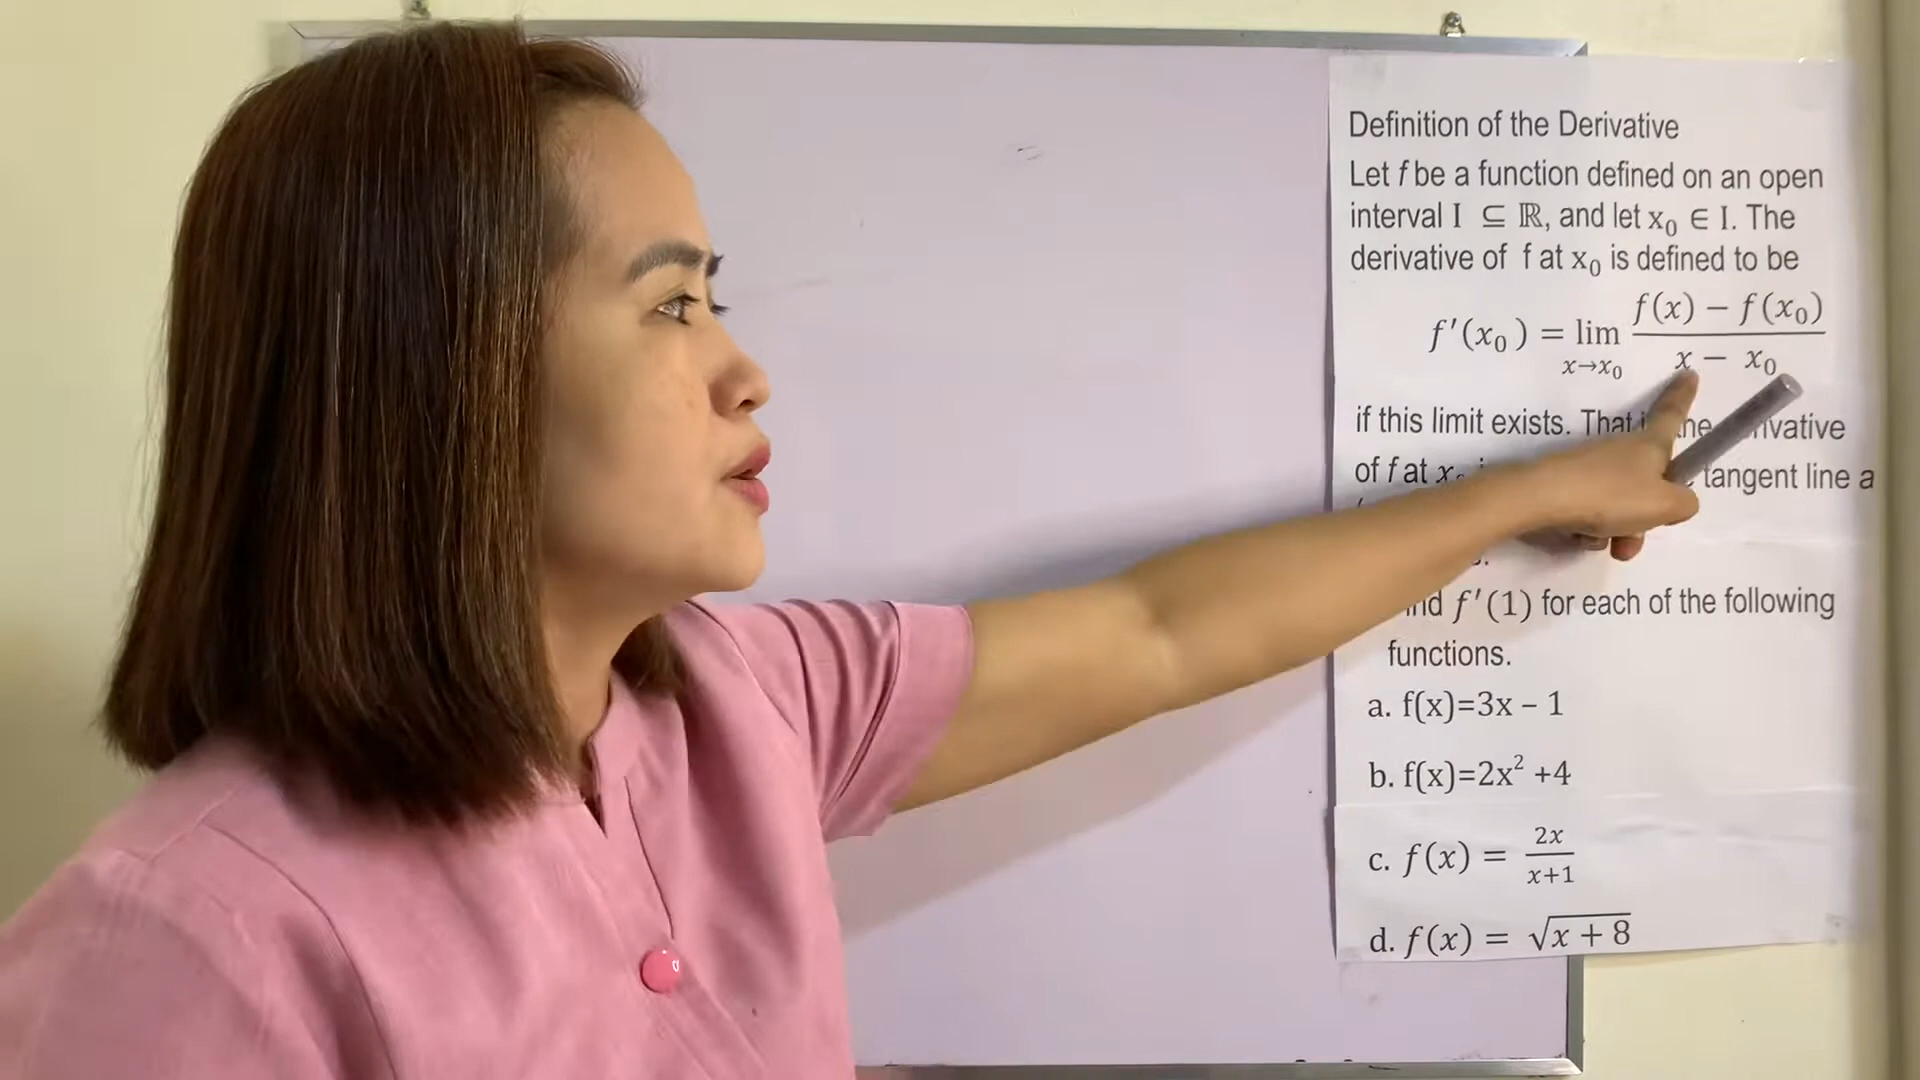 Definition of the Derivative
Let f be a function defined on an open
interval I ⊆ ℝ, and let x₀ ∈ I. The
derivative of f at x₀ is defined to be
f′(x₀) = lim x→x₀ f(x) − f(x₀) / x − x₀
if this limit exists. That
of f at tangent line a
f′(1) for each of the following
functions.
a. f(x)=3x – 1
b. f(x)=2x² +4
c. f(x) = 2x / x+1
d. f(x) = √x + 8